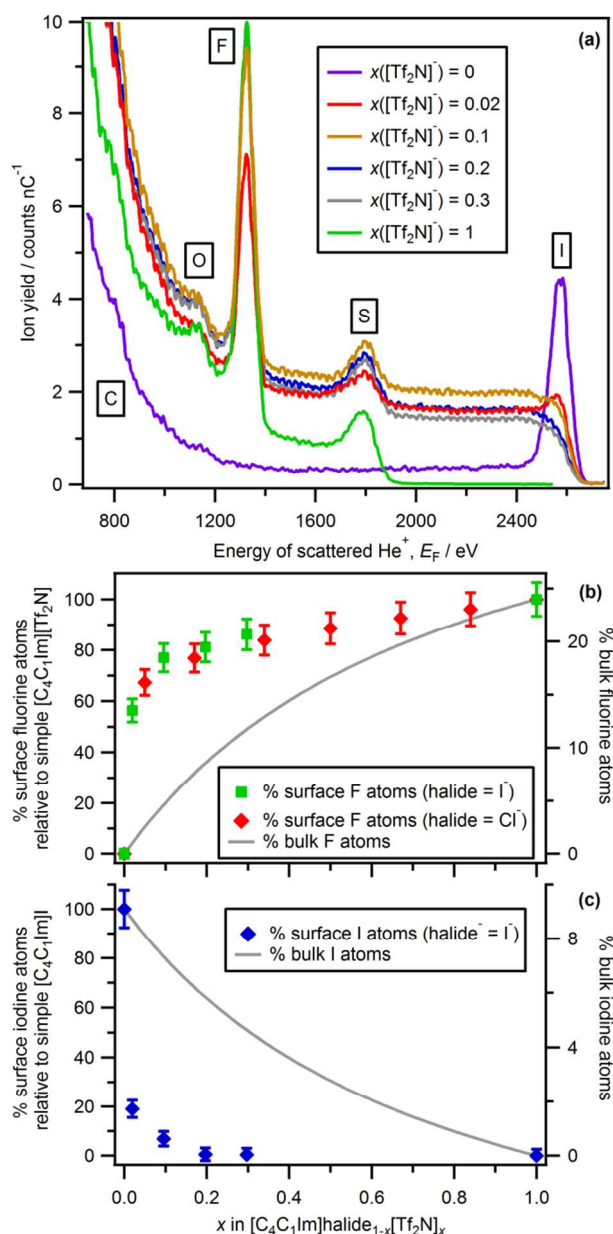 (a)
F
x([Tf₂N]⁻) = 0
x([Tf₂N]⁻) = 0.02
x([Tf₂N]⁻) = 0.1
x([Tf₂N]⁻) = 0.2
x([Tf₂N]⁻) = 0.3
x([Tf₂N]⁻) = 1
O
S
I
C
Ion yield / counts nC⁻¹
10
8
6
4
2
0
800
1200
1600
2000
2400
Energy of scattered He⁺, E_F / eV
(b)
% surface fluorine atoms
relative to simple [C₄C₁Im][Tf₂N]
100
80
60
40
20
0
% surface F atoms (halide = I⁻)
% surface F atoms (halide = Cl⁻)
% bulk F atoms
20
10
0
% bulk fluorine atoms
(c)
% surface iodine atoms
relative to simple [C₄C₁Im]I
100
80
60
40
20
0
% surface I atoms (halide⁻ = I⁻)
% bulk I atoms
8
4
0
% bulk iodine atoms
0.0
0.2
0.4
0.6
0.8
1.0
x in [C₄C₁Im]halide₁₋ₓ[Tf₂N]ₓ